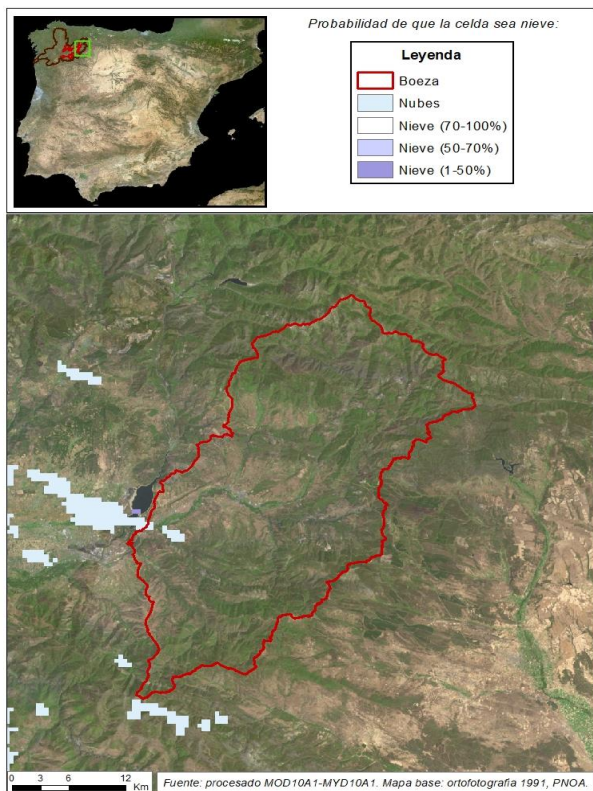 Probabilidad de que la celda sea nieve:
Leyenda
Boeza
Nubes
Nieve (70-100%)
Nieve (50-70%)
Nieve (1-50%)
0 3 6 12
Km
Fuente: procesado MOD10A1-MYD10A1. Mapa base: ortofotografía 1991, PNOA.